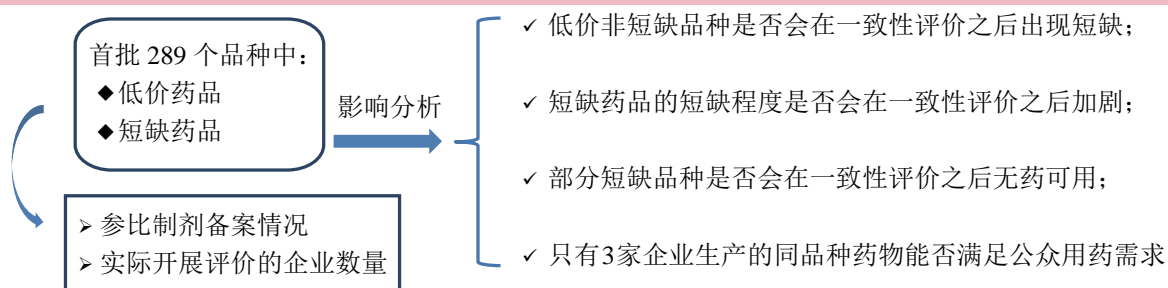 首批 289 个品种中：
◆低价药品
◆短缺药品
➢ 参比制剂备案情况
➢ 实际开展评价的企业数量
影响分析
✓ 低价非短缺品种是否会在一致性评价之后出现短缺；
✓ 短缺药品的短缺程度是否会在一致性评价之后加剧；
✓ 部分短缺品种是否会在一致性评价之后无药可用；
✓ 只有3家企业生产的同品种药物能否满足公众用药需求